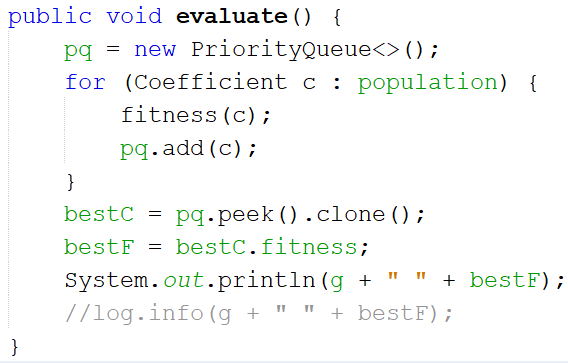 public void evaluate() {
    pq = new PriorityQueue<>();
    for (Coefficient c : population) {
        fitness(c);
        pq.add(c);
    }
    bestC = pq.peek().clone();
    bestF = bestC.fitness;
    System.out.println(g + " " + bestF);
    //log.info(g + " " + bestF);
}